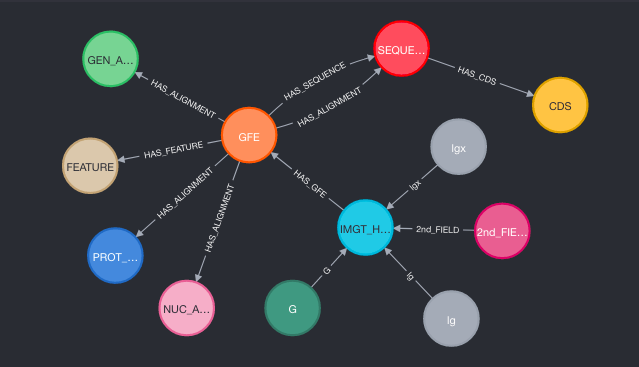 SEQUE...
GEN_A...
HAS_SEQUENCE
HAS_CDS
HAS_ALIGNMENT
HAS_ALIGNMENT
CDS
GFE
HAS_FEATURE
lgx
FEATURE
HAS_ALIGNMENT
HAS_GFE
lgx
HAS_ALIGNMENT
IMGT_H...
2nd_FIELD
2nd_FIE...
PROT_...
G
lg
NUC_A...
G
lg